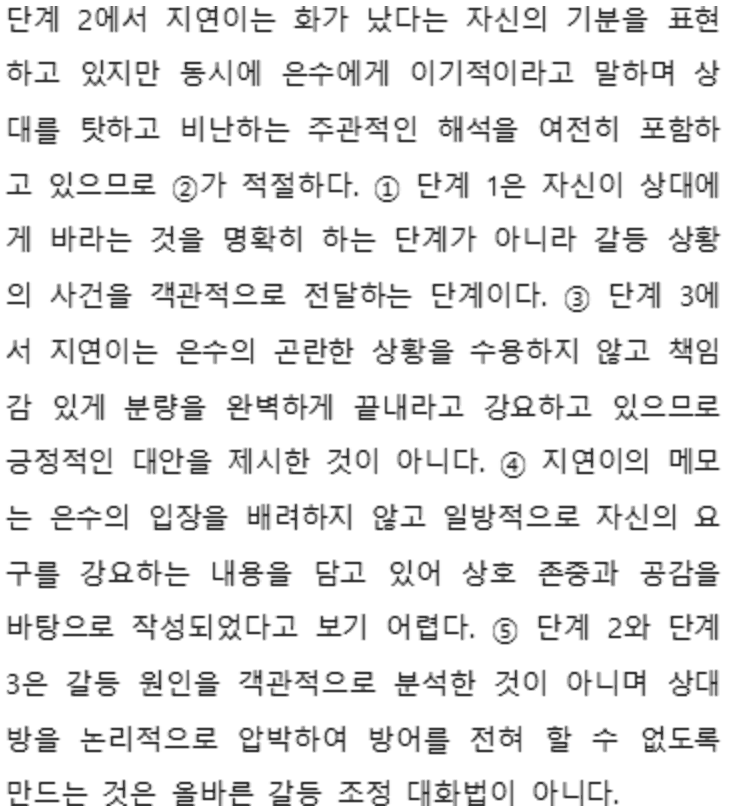 단계 2에서 지연이는 화가 났다는 자신의 기분을 표현
하고 있지만 동시에 은수에게 이기적이라고 말하며 상
대를 탓하고 비난하는 주관적인 해석을 여전히 포함하
고 있으므로 ②가 적절하다. ① 단계 1은 자신이 상대에
게 바라는 것을 명확히 하는 단계가 아니라 갈등 상황
의 사건을 객관적으로 전달하는 단계이다. ③ 단계 3에
서 지연이는 은수의 곤란한 상황을 수용하지 않고 책임
감 있게 분량을 완벽하게 끝내라고 강요하고 있으므로
긍정적인 대안을 제시한 것이 아니다. ④ 지연이의 메모
는 은수의 입장을 배려하지 않고 일방적으로 자신의 요
구를 강요하는 내용을 담고 있어 상호 존중과 공감을
바탕으로 작성되었다고 보기 어렵다. ⑤ 단계 2와 단계
3은 갈등 원인을 객관적으로 분석한 것이 아니며 상대
방을 논리적으로 압박하여 방어를 전혀 할 수 없도록
만드는 것은 올바른 갈등 조정 대화법이 아니다.